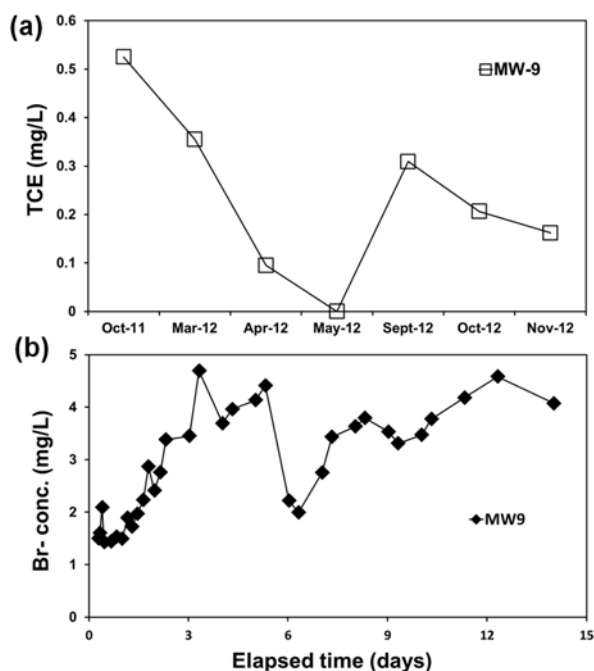 (a)
0.6
0.5
0.4
0.3
0.2
0.1
0
TCE (mg/L)
MW-9
Oct-11 Mar-12 Apr-12 May-12 Sept-12 Oct-12 Nov-12
(b)
5
4
3
2
1
0
Br- conc. (mg/L)
MW9
0 3 6 9 12 15
Elapsed time (days)